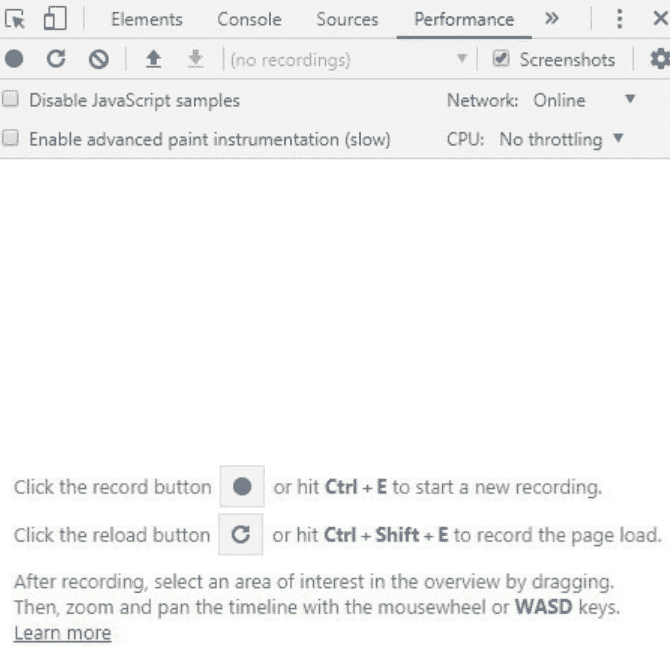 Elements Console Sources Performance
(no recordings) Screenshots
Disable JavaScript samples Network: Online
Enable advanced paint instrumentation (slow) CPU: No throttling
Click the record button or hit Ctrl + E to start a new recording.
Click the reload button or hit Ctrl + Shift + E to record the page load.
After recording, select an area of interest in the overview by dragging.
Then, zoom and pan the timeline with the mousewheel or WASD keys.
Learn more